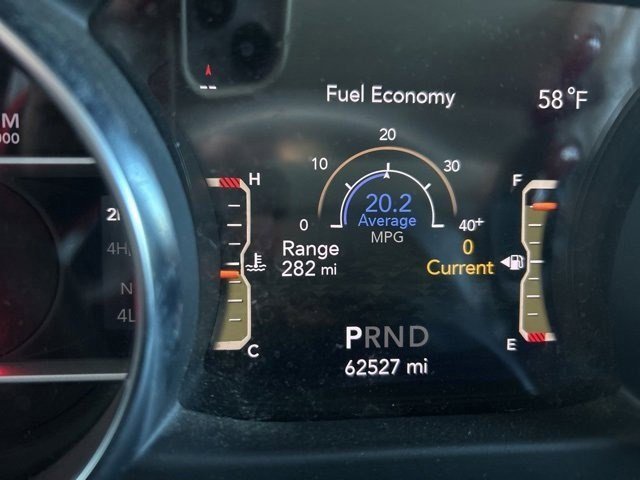 Fuel Economy
58°F
M
000
20
10
30
0
40+
20.2
Average
MPG
Range
282 mi
0
Current
H
C
F
E
4L
PRND
62527 mi